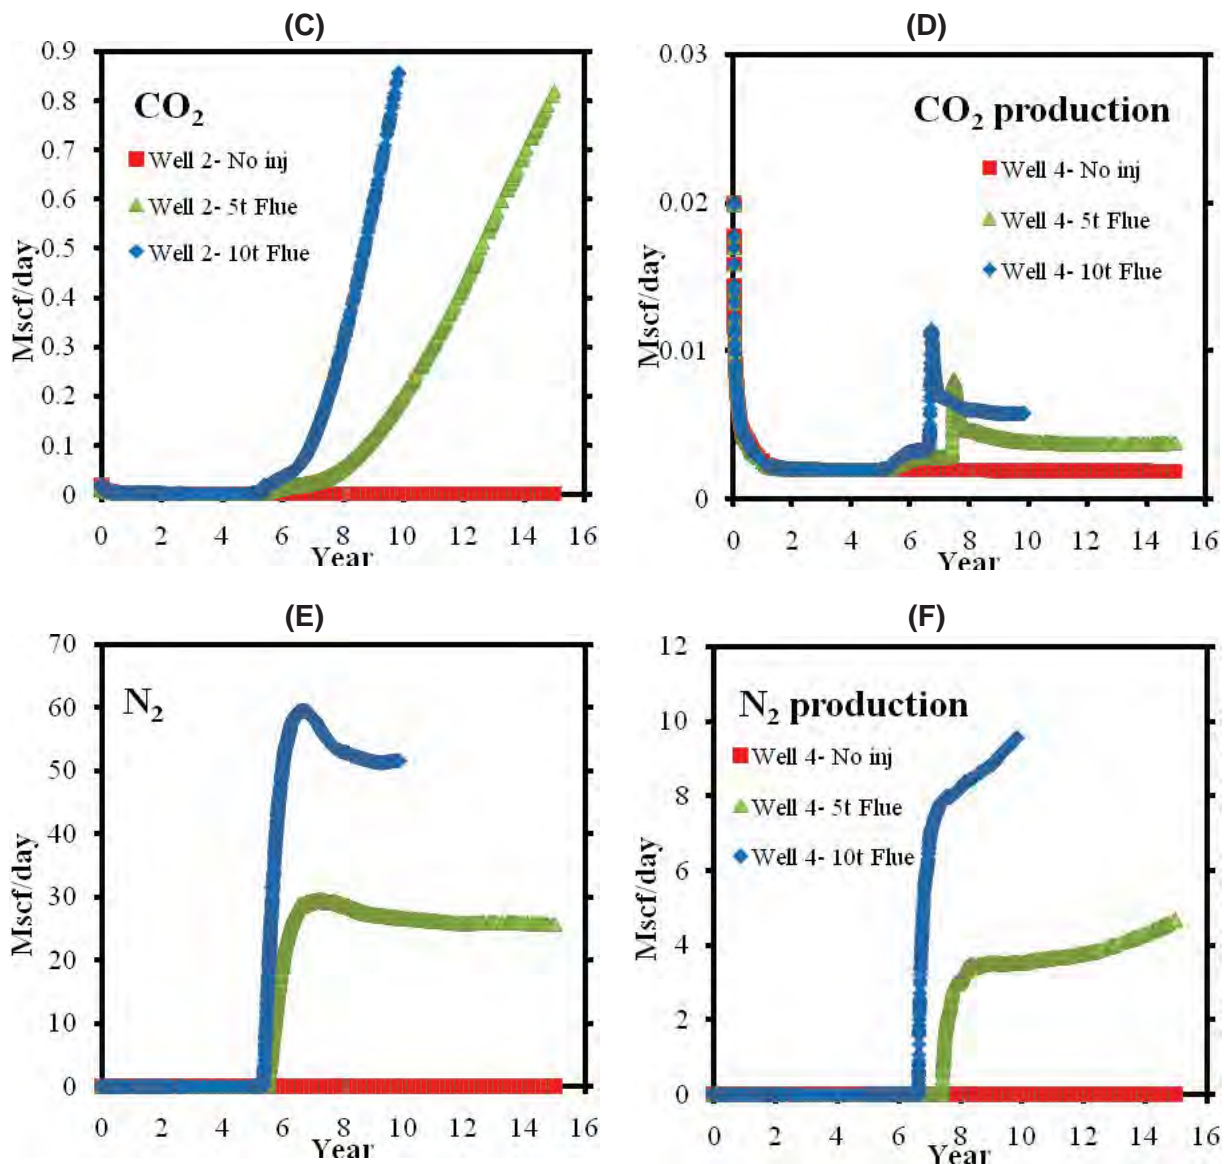 (C)
0.9
0.8
0.7
0.6
0.5
0.4
0.3
0.2
0.1
0
Mscf/day
CO₂
Well 2- No inj
Well 2- 5t Flue
Well 2- 10t Flue
0 2 4 6 8 10 12 14 16
Year
(D)
0.03
0.02
0.01
0
Mscf/day
CO₂ production
Well 4- No inj
Well 4- 5t Flue
Well 4- 10t Flue
0 2 4 6 8 10 12 14 16
Year
(E)
70
60
50
40
30
20
10
0
Mscf/day
N₂
0 2 4 6 8 10 12 14 16
Year
(F)
12
10
8
6
4
2
0
Mscf/day
N₂ production
Well 4- No inj
Well 4- 5t Flue
Well 4- 10t Flue
0 2 4 6 8 10 12 14 16
Year